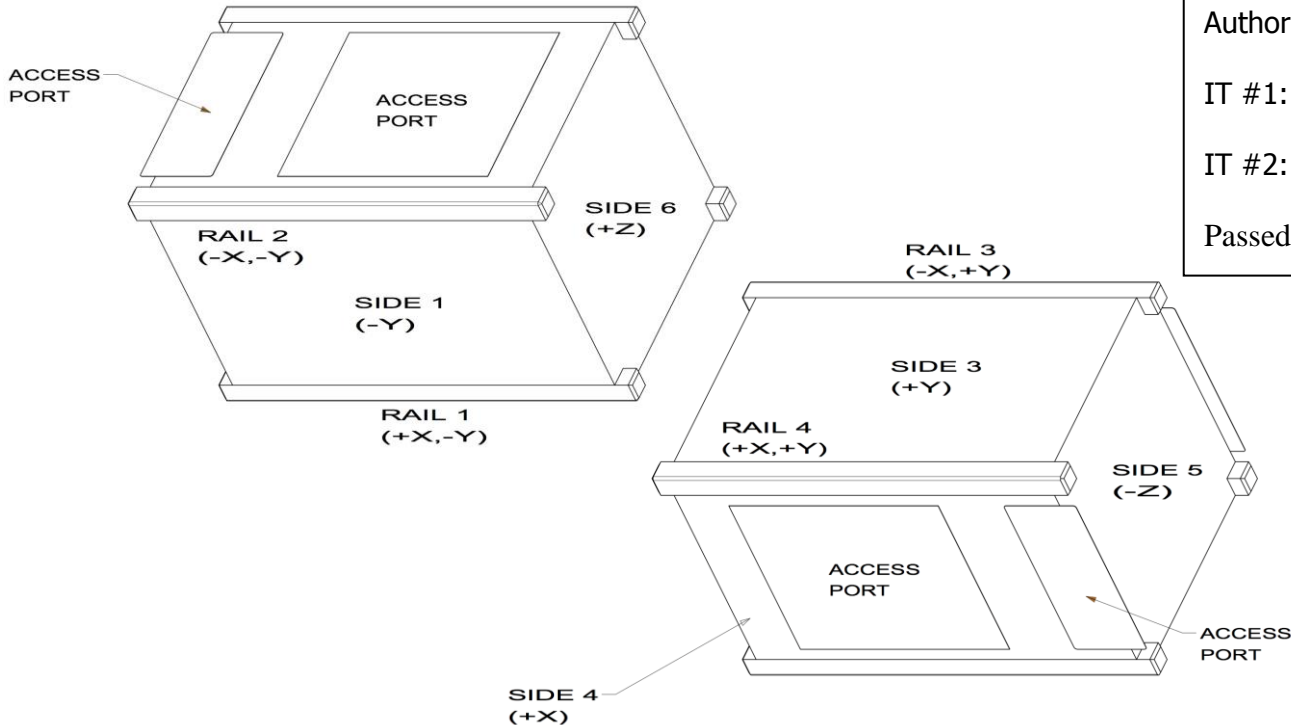 ACCESS
PORT
ACCESS
PORT
SIDE 6
(+Z)
RAIL 2
(-X,-Y)
SIDE 1
(-Y)
RAIL 1
(+X,-Y)
Author
IT #1:
IT #2:
Passed
RAIL 3
(-X,+Y)
SIDE 3
(+Y)
RAIL 4
(+X,+Y)
SIDE 5
(-Z)
ACCESS
PORT
ACCESS
PORT
SIDE 4
(+X)